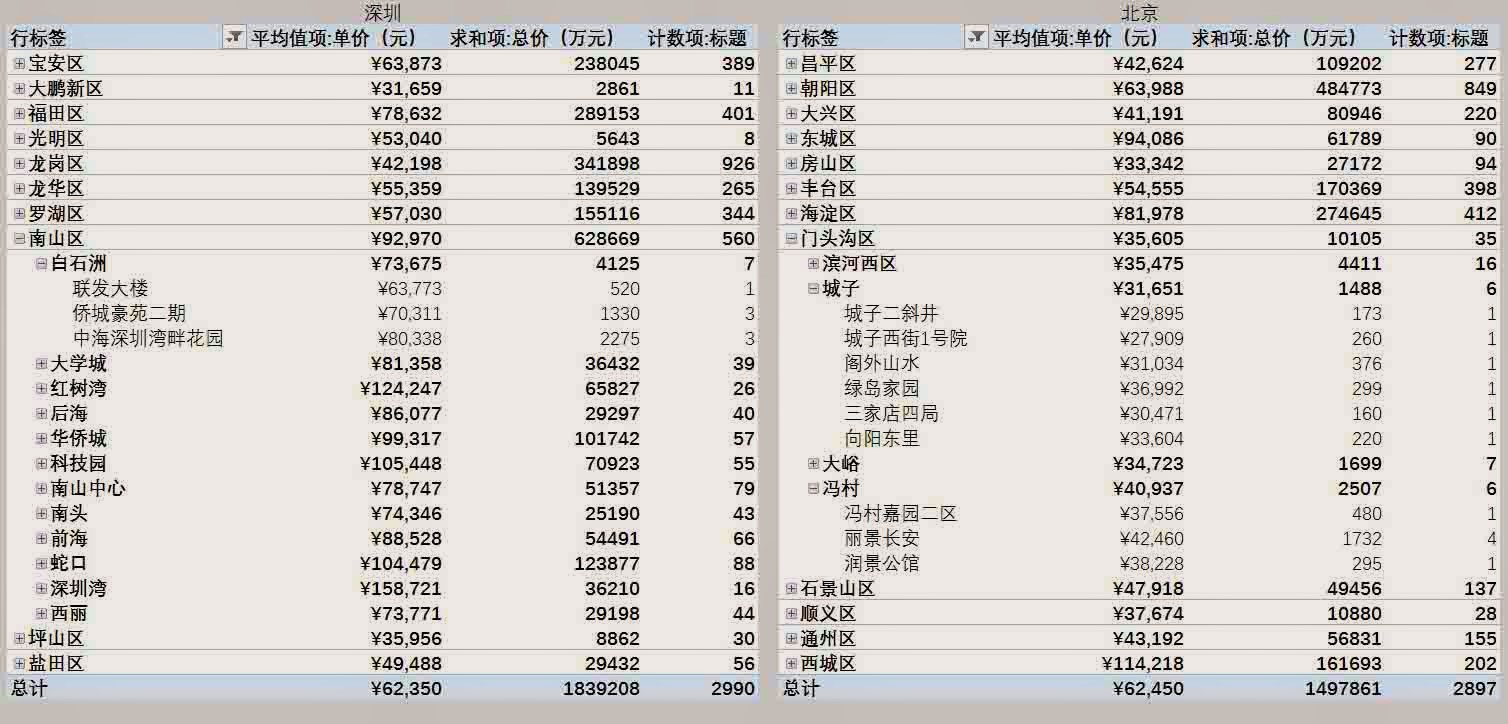 深圳
行标签 平均值项:单价（元） 求和项:总价（万元） 计数项:标题
宝安区 ¥63,873 238045 389
大鹏新区 ¥31,659 2861 11
福田区 ¥78,632 289153 401
光明区 ¥53,040 5643 8
龙岗区 ¥42,198 341898 926
龙华区 ¥55,359 139529 265
罗湖区 ¥57,030 155116 344
南山区 ¥92,970 628669 560
白石洲 ¥73,675 4125 7
联发大楼 ¥63,773 520 1
侨城豪苑二期 ¥70,311 1330 3
中海深圳湾畔花园 ¥80,338 2275 3
大学城 ¥81,358 36432 39
红树湾 ¥124,247 65827 26
后海 ¥86,077 29297 40
华侨城 ¥99,317 101742 57
科技园 ¥105,448 70923 55
南山中心 ¥78,747 51357 79
南头 ¥74,346 25190 43
前海 ¥88,528 54491 66
蛇口 ¥104,479 123877 88
深圳湾 ¥158,721 36210 16
西丽 ¥73,771 29198 44
坪山区 ¥35,956 8862 30
盐田区 ¥49,488 29432 56
总计 ¥62,350 1839208 2990
北京
行标签 平均值项:单价（元） 求和项:总价（万元） 计数项:标题
昌平区 ¥42,624 109202 277
朝阳区 ¥63,988 484773 849
大兴区 ¥41,191 80946 220
东城区 ¥94,086 61789 90
房山区 ¥33,342 27172 94
丰台区 ¥54,555 170369 398
海淀区 ¥81,978 274645 412
门头沟区 ¥35,605 10105 35
滨河西区 ¥35,475 4411 16
城子 ¥31,651 1488 6
城子二斜井 ¥29,895 173 1
城子西街1号院 ¥27,909 260 1
阁外山水 ¥31,034 376 1
绿岛家园 ¥36,992 299 1
三家店四局 ¥30,471 160 1
向阳东里 ¥33,604 220 1
大峪 ¥34,723 1699 7
冯村 ¥40,937 2507 6
冯村嘉园二区 ¥37,556 480 1
丽景长安 ¥42,460 1732 4
润景公馆 ¥38,228 295 1
石景山区 ¥47,918 49456 137
顺义区 ¥37,674 10880 28
通州区 ¥43,192 56831 155
西城区 ¥114,218 161693 202
总计 ¥62,450 1497861 2897